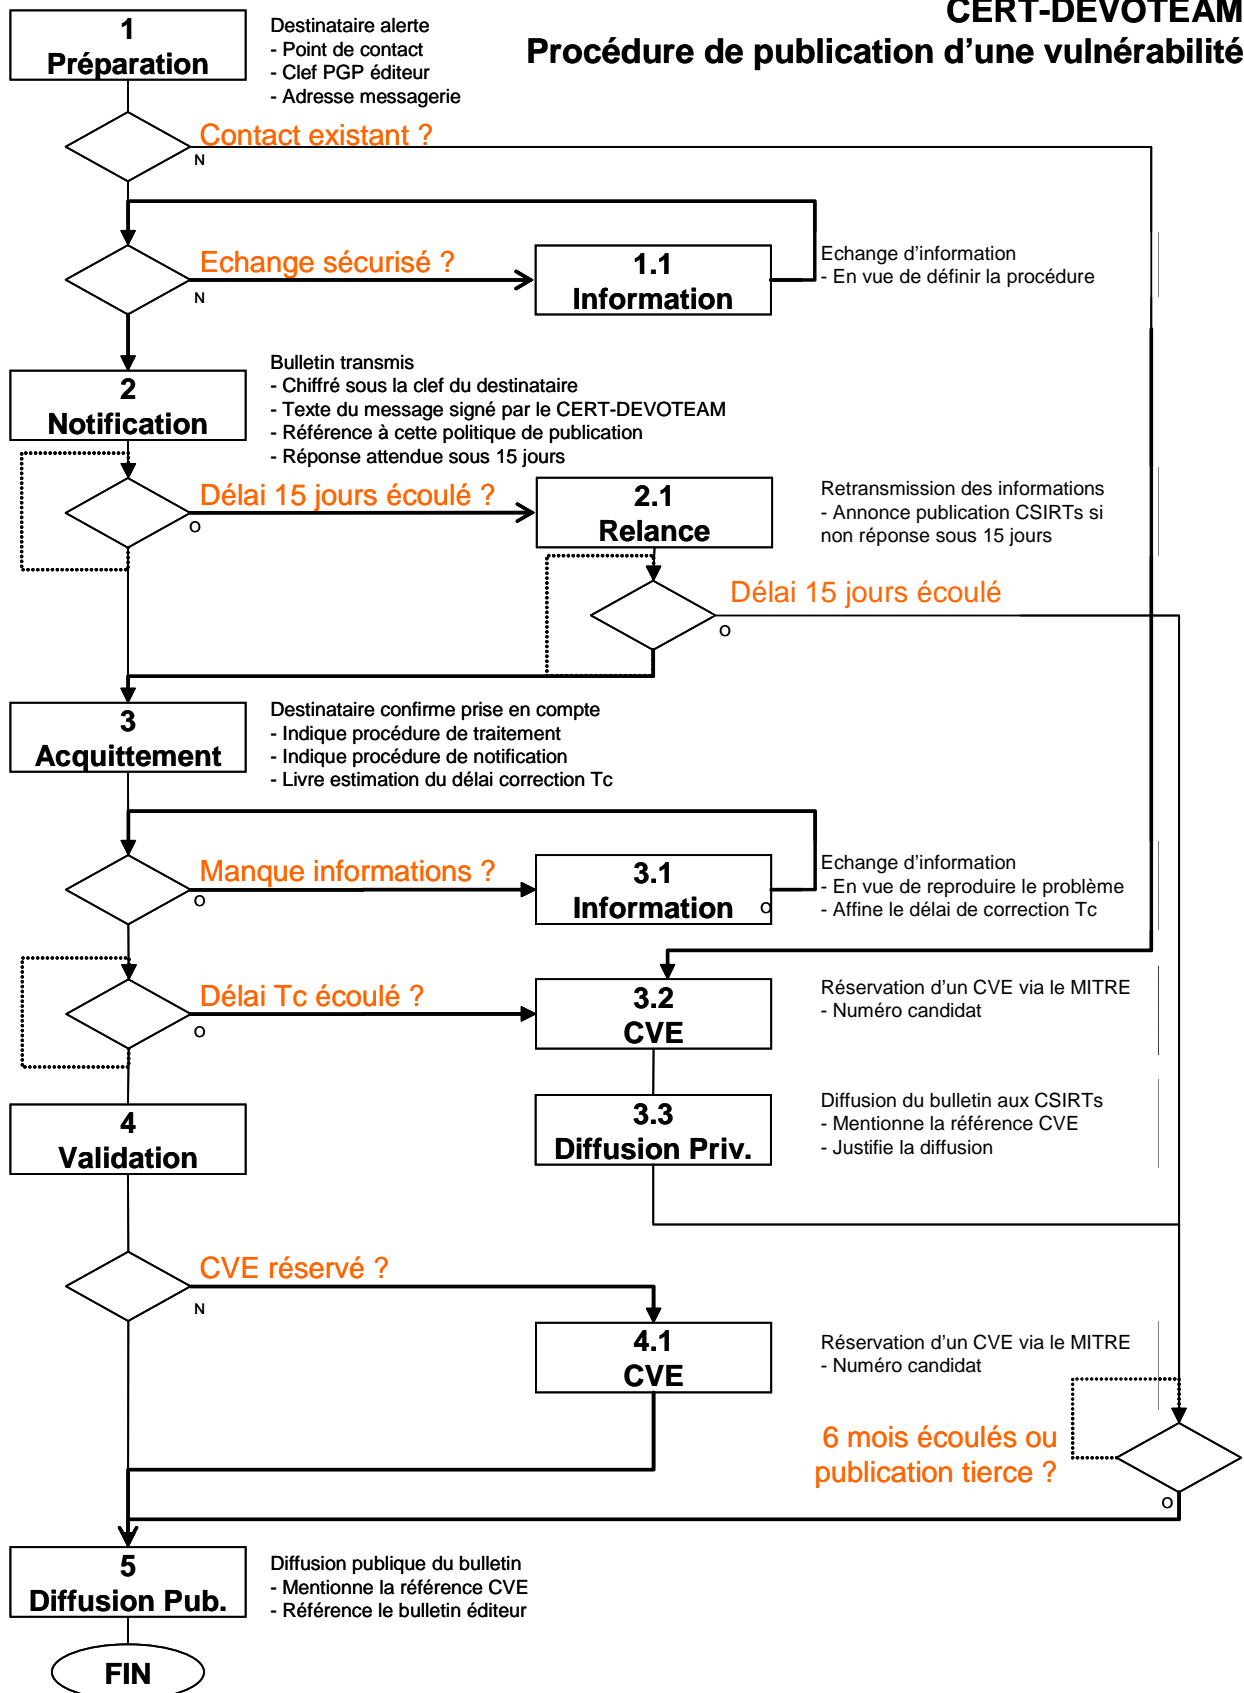 CERT-DEVOTEAM
Procédure de publication d'une vulnérabilité
1
Préparation
Destinataire alerte
- Point de contact
- Clef PGP éditeur
- Adresse messagerie
Contact existant ?
N
Echange sécurisé ?
N
1.1
Information
Echange d'information
- En vue de définir la procédure
2
Notification
Bulletin transmis
- Chiffré sous la clef du destinataire
- Texte du message signé par le CERT-DEVOTEAM
- Référence à cette politique de publication
- Réponse attendue sous 15 jours
Délai 15 jours écoulé ?
O
2.1
Relance
Retransmission des informations
- Annonce publication CSIRTs si
non réponse sous 15 jours
Délai 15 jours écoulé
O
3
Acquittement
Destinataire confirme prise en compte
- Indique procédure de traitement
- Indique procédure de notification
- Livre estimation du délai correction Tc
Manque informations ?
O
3.1
Information
O
Echange d'information
- En vue de reproduire le problème
- Affine le délai de correction Tc
Délai Tc écoulé ?
O
3.2
CVE
Réservation d'un CVE via le MITRE
- Numéro candidat
4
Validation
3.3
Diffusion Priv.
Diffusion du bulletin aux CSIRTs
- Mentionne la référence CVE
- Justifie la diffusion
CVE réservé ?
N
4.1
CVE
Réservation d'un CVE via le MITRE
- Numéro candidat
6 mois écoulés ou
publication tierce ?
O
5
Diffusion Pub.
Diffusion publique du bulletin
- Mentionne la référence CVE
- Référence le bulletin éditeur
FIN